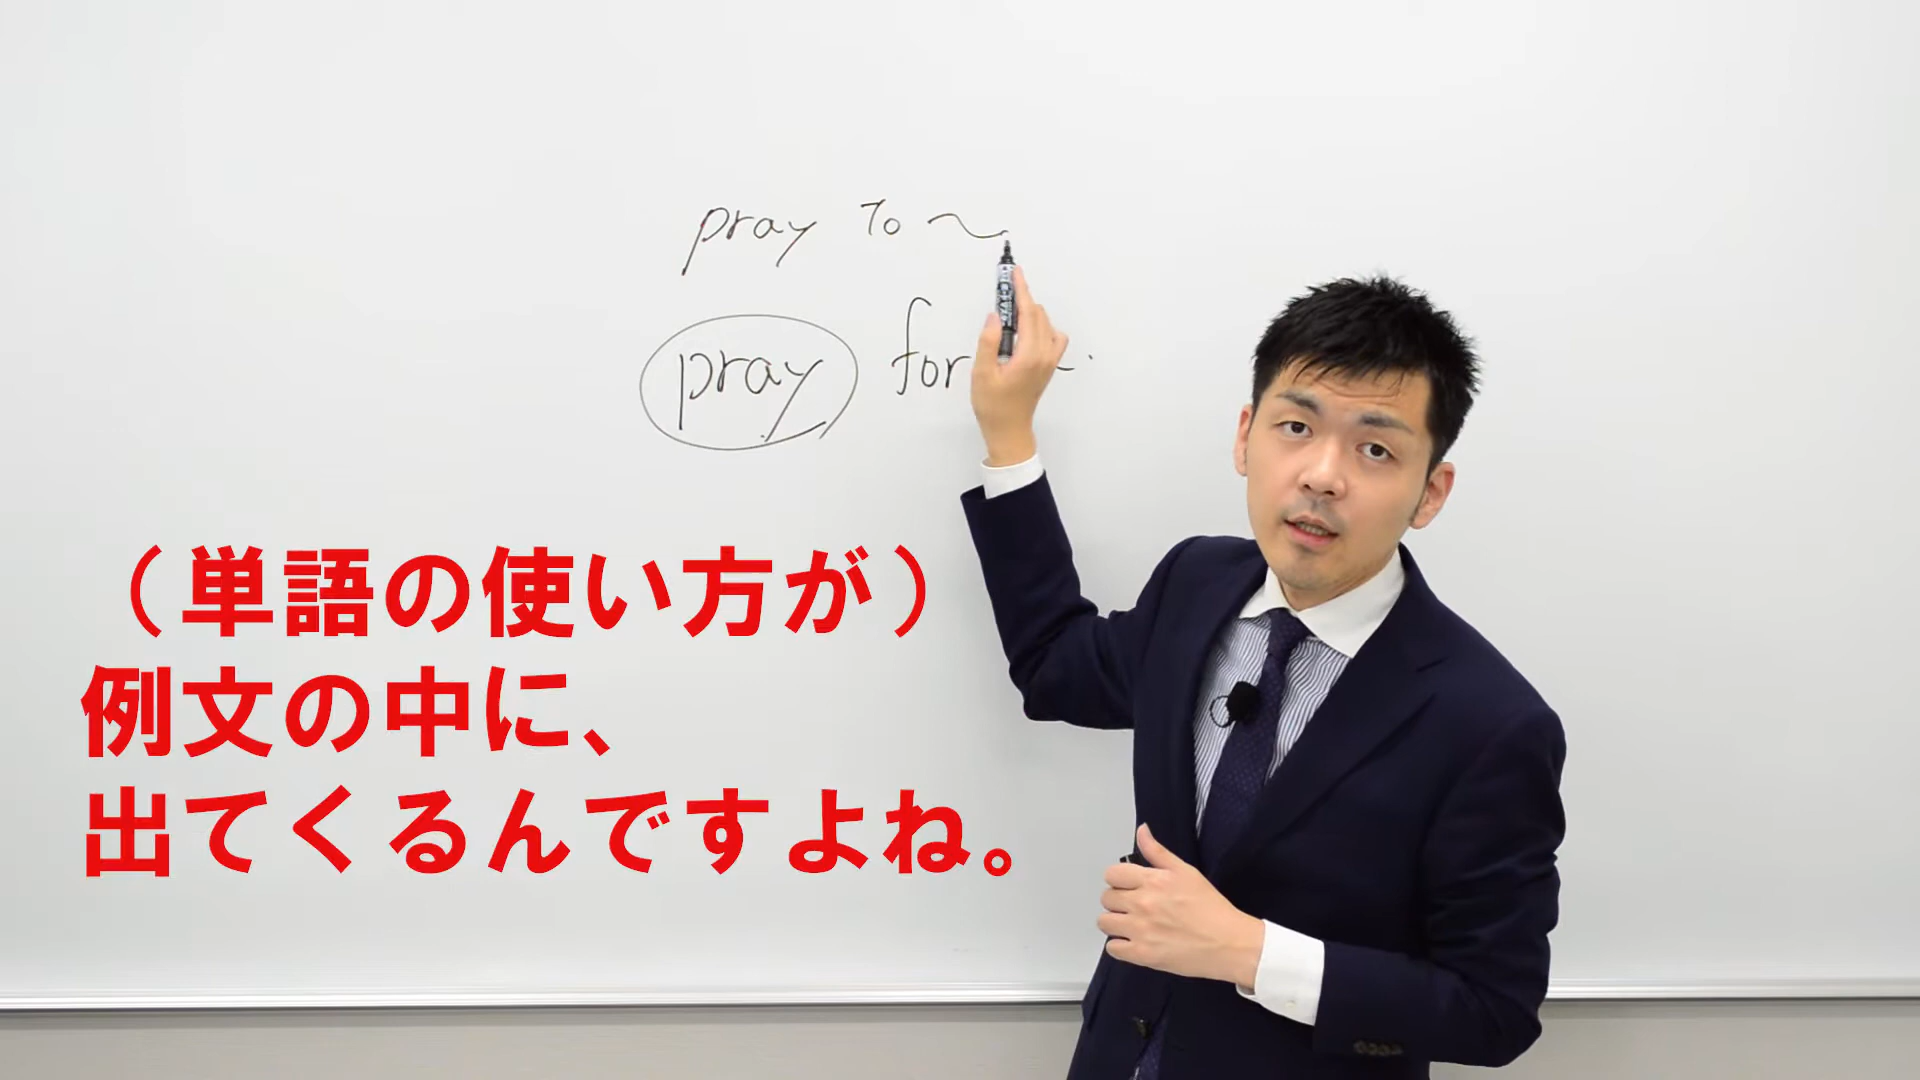 pray to 〜
pray for
（単語の使い方が）
例文の中に、
出てくるんですよね。